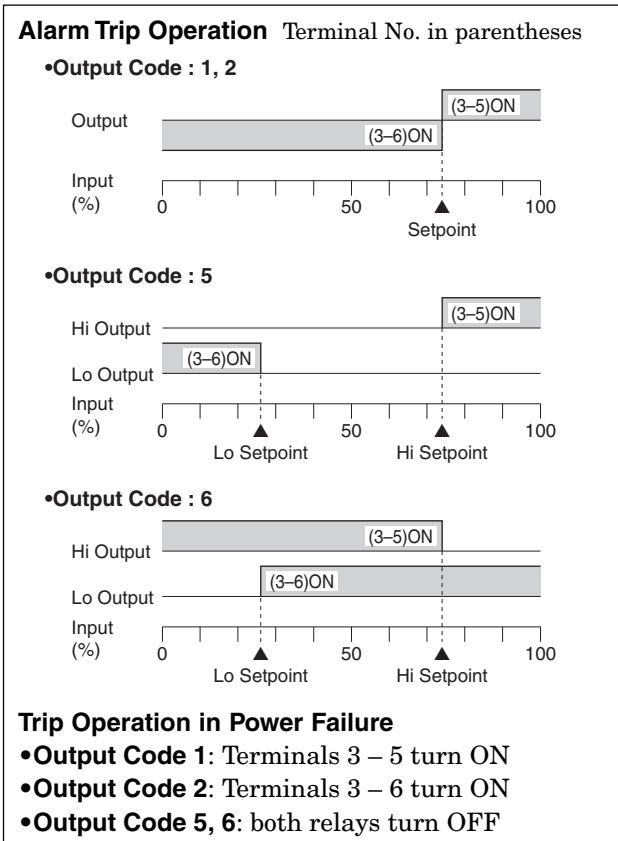 Alarm Trip Operation Terminal No. in parentheses
•Output Code : 1, 2
(3–5)ON
Output
(3–6)ON
Input
(%)
0 50 100
Setpoint
•Output Code : 5
(3–5)ON
Hi Output
(3–6)ON
Lo Output
Input
(%)
0 50 100
Lo Setpoint Hi Setpoint
•Output Code : 6
(3–5)ON
Hi Output
(3–6)ON
Lo Output
Input
(%)
0 50 100
Lo Setpoint Hi Setpoint
Trip Operation in Power Failure
•Output Code 1: Terminals 3 – 5 turn ON
•Output Code 2: Terminals 3 – 6 turn ON
•Output Code 5, 6: both relays turn OFF